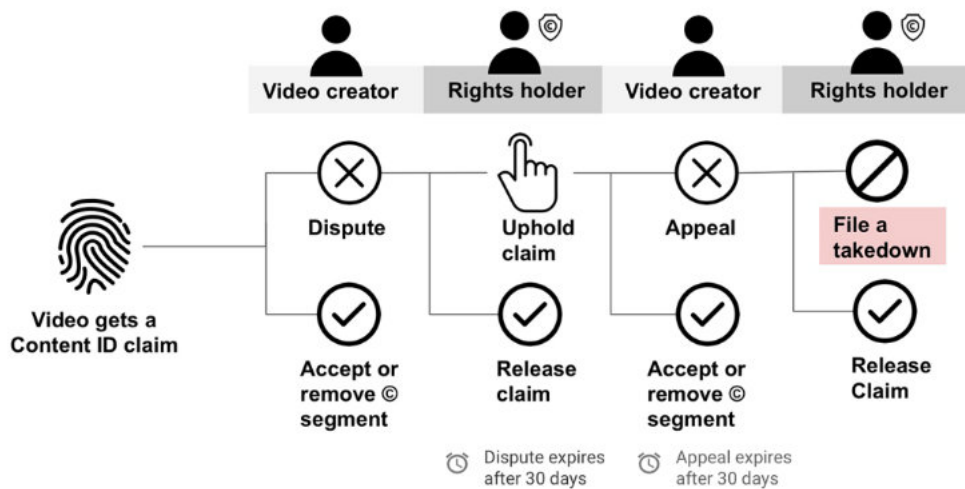 Video creator
Rights holder
Video creator
Rights holder
©
©
Dispute
Uphold
claim
Appeal
File a
takedown
Video gets a
Content ID claim
Accept or
remove ©
segment
Release
claim
Accept or
remove ©
segment
Release
Claim
Dispute expires
after 30 days
Appeal expires
after 30 days